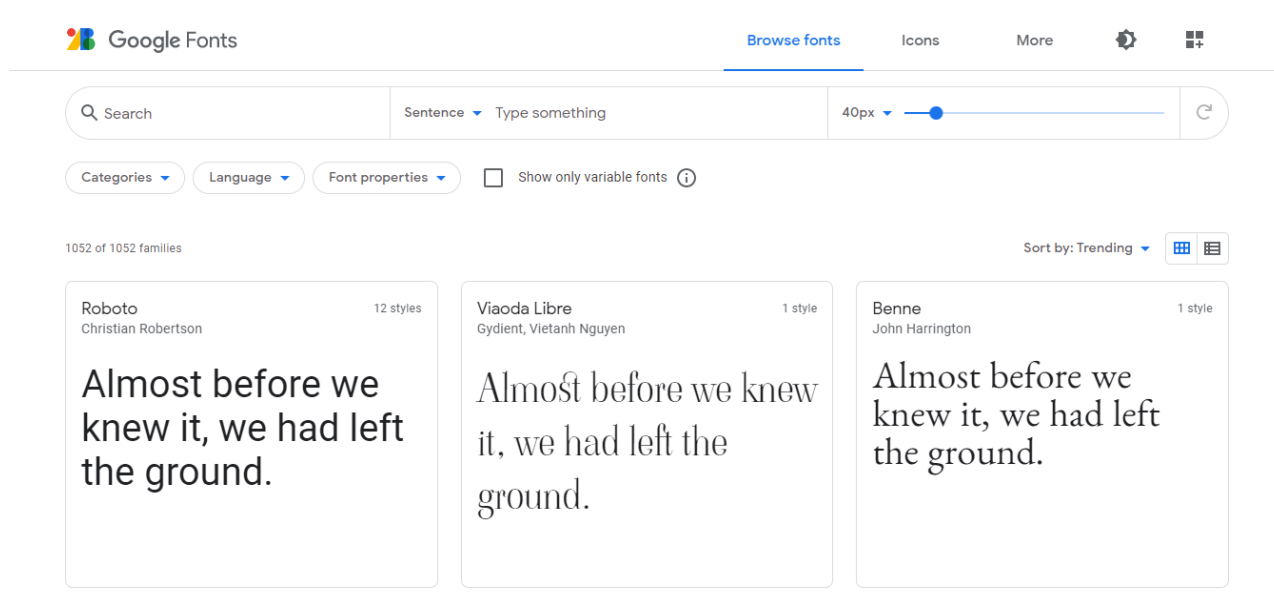 Google Fonts
Browse fonts
Icons
More
Search
Sentence
Type something
40px
Categories
Language
Font properties
Show only variable fonts
1052 of 1052 families
Sort by: Trending
Roboto
12 styles
Christian Robertson
Almost before we
knew it, we had left
the ground.
Viaoda Libre
1 style
Gydient, Vietanh Nguyen
Almost before we knew
it, we had left the
ground.
Benne
1 style
John Harrington
Almost before we
knew it, we had left
the ground.